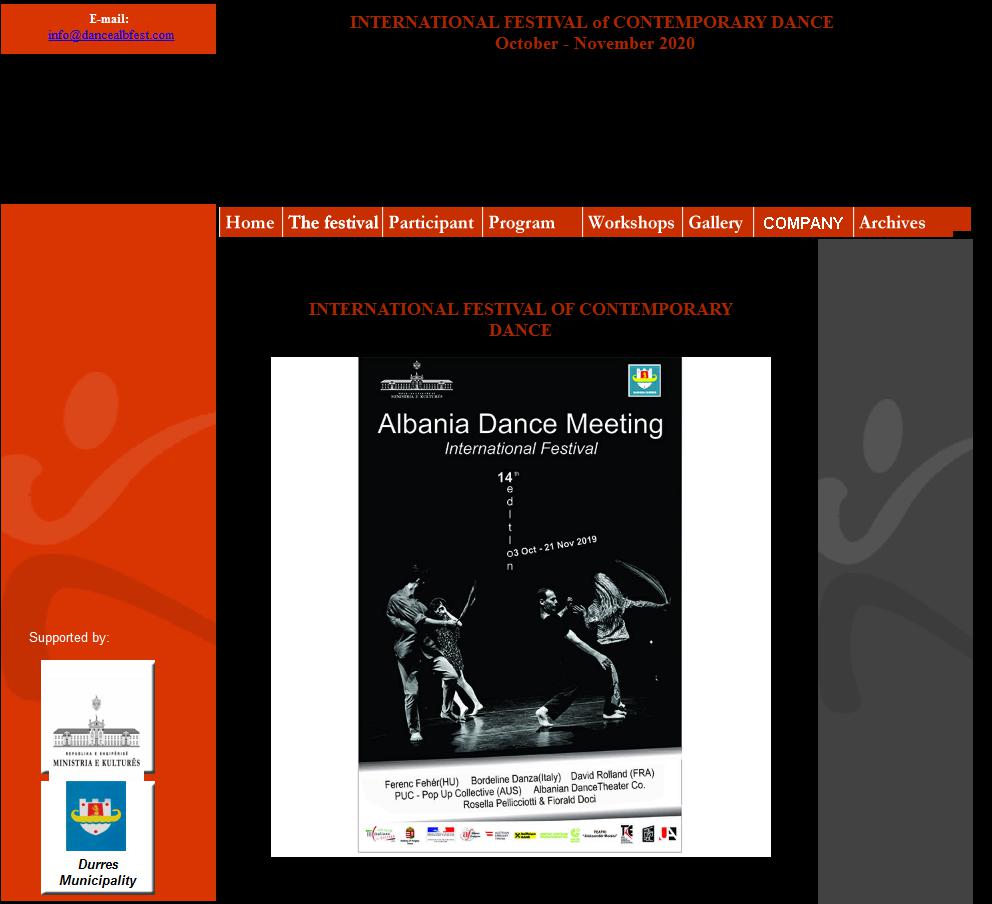 E-mail:
info@dancealbfest.com
INTERNATIONAL FESTIVAL of CONTEMPORARY DANCE
October - November 2020
Home The festival Participant Program Workshops Gallery COMPANY Archives
INTERNATIONAL FESTIVAL OF CONTEMPORARY
DANCE
MINISTRIA E KULTURËS
Albania Dance Meeting
International Festival
14th
edition
03 Oct - 21 Nov 2019
Ferenc Fehér(HU) Bordeline Danza(Italy) David Rolland (FRA)
PUC - Pop Up Collective (AUS) Albanian DanceTheater Co.
Rosella Pellicciotti & Fiorald Doci
Supported by:
REPUBLIKA E SHQIPËRISË
MINISTRIA E KULTURËS
Durres
Municipality